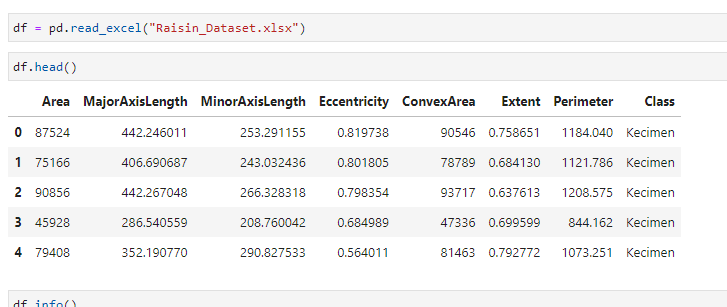 df = pd.read_excel("Raisin_Dataset.xlsx")
df.head()
Area MajorAxisLength MinorAxisLength Eccentricity ConvexArea Extent Perimeter Class
0 87524 442.246011 253.291155 0.819738 90546 0.758651 1184.040 Kecimen
1 75166 406.690687 243.032436 0.801805 78789 0.684130 1121.786 Kecimen
2 90856 442.267048 266.328318 0.798354 93717 0.637613 1208.575 Kecimen
3 45928 286.540559 208.760042 0.684989 47336 0.699599 844.162 Kecimen
4 79408 352.190770 290.827533 0.564011 81463 0.792772 1073.251 Kecimen
df.info()